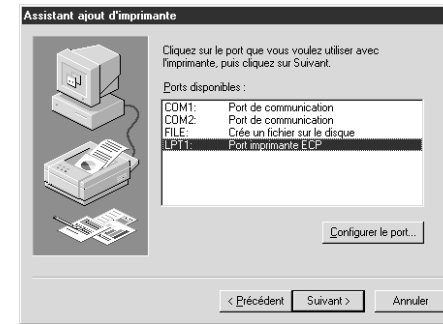 Assistant ajout d'imprimante
Cliquez sur le port que vous voulez utiliser avec
l'imprimante, puis cliquez sur Suivant.
Ports disponibles :
COM1: Port de communication
COM2: Port de communication
FILE: Crée un fichier sur le disque
LPT1: Port imprimante ECP
Configurer le port...
< Précédent Suivant > Annuler